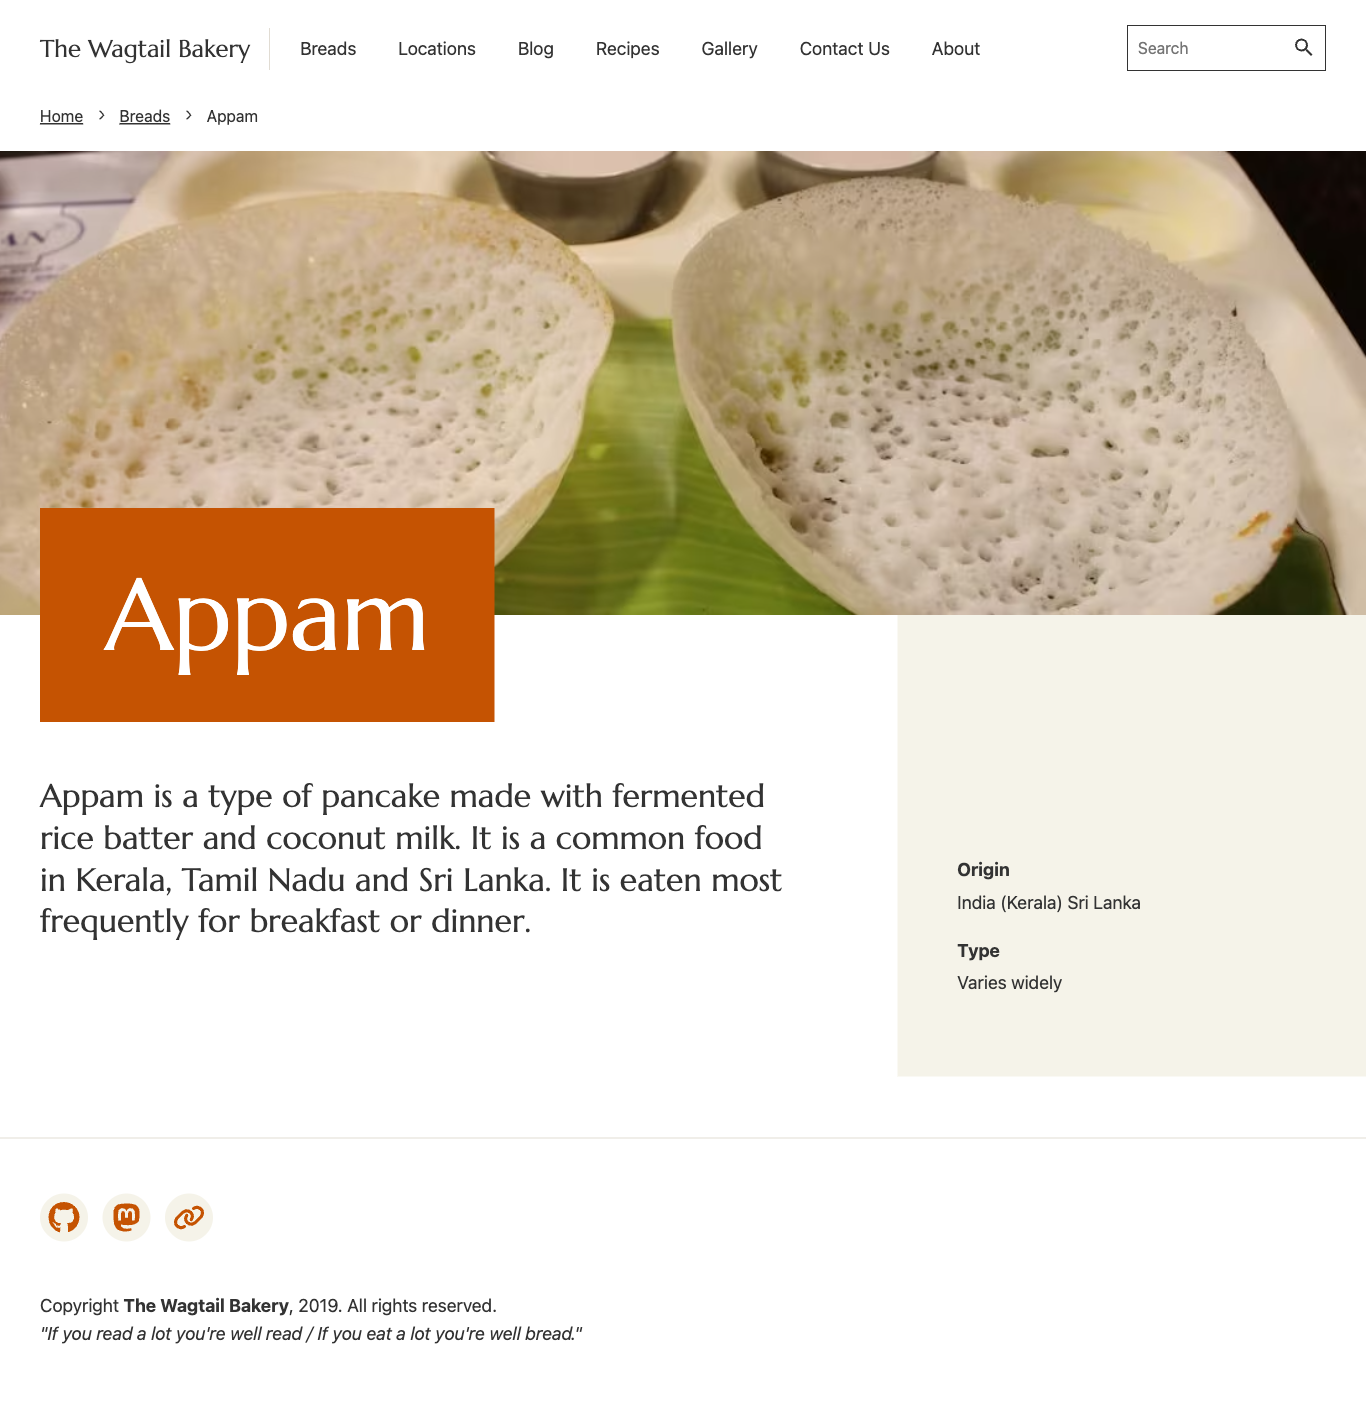 The Wagtail Bakery
Breads
Locations
Blog
Recipes
Gallery
Contact Us
About
Search
Home
Breads
Appam
Appam
Appam is a type of pancake made with fermented
rice batter and coconut milk. It is a common food
in Kerala, Tamil Nadu and Sri Lanka. It is eaten most
frequently for breakfast or dinner.
Origin
India (Kerala) Sri Lanka
Type
Varies widely
Copyright The Wagtail Bakery, 2019. All rights reserved.
"If you read a lot you're well read / If you eat a lot you're well bread."